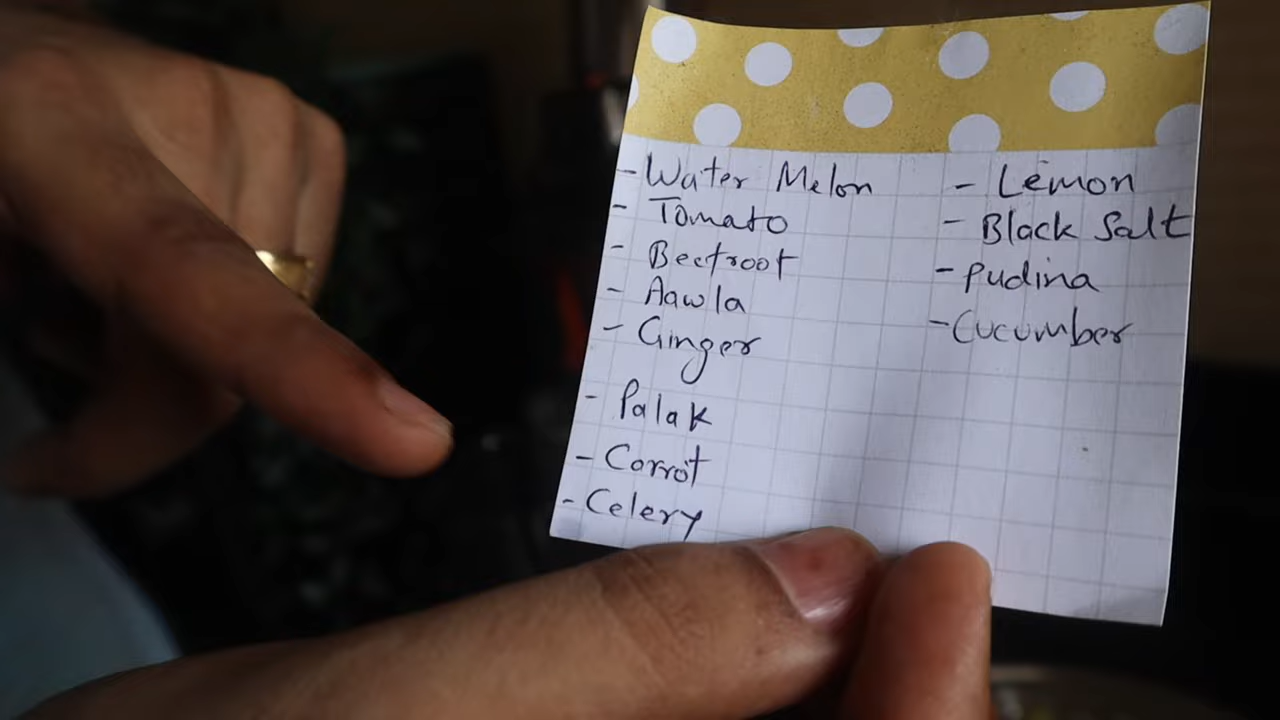 - Water Melon
- Tomato
- Beetroot
- Aawla
- Ginger
- Palak
- Corrot
- Celery
- Lemon
- Black Salt
- Pudina
- Cucumber